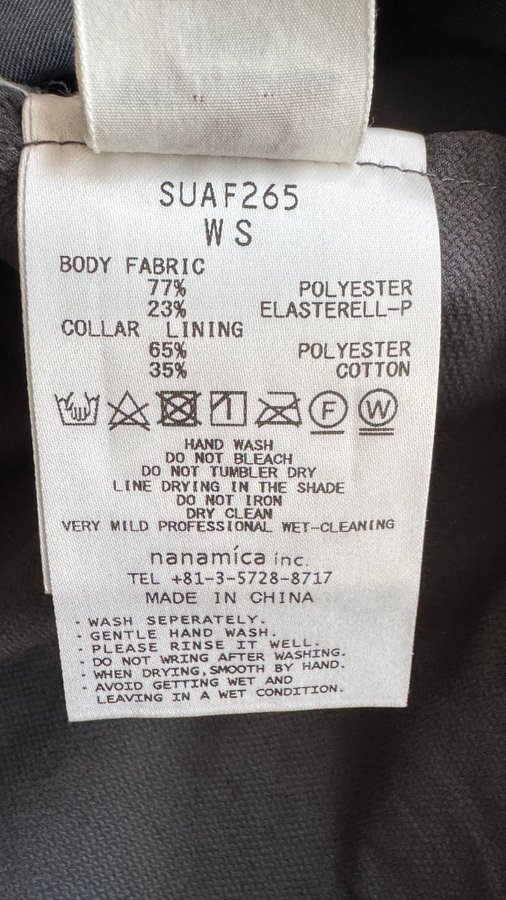 SUAF265
WS
BODY FABRIC
77% POLYESTER
23% ELASTERELL-P
COLLAR LINING
65% POLYESTER
35% COTTON
F W
HAND WASH
DO NOT BLEACH
DO NOT TUMBLER DRY
LINE DRYING IN THE SHADE
DO NOT IRON
DRY CLEAN
VERY MILD PROFESSIONAL WET-CLEANING
nanamica inc.
TEL +81-3-5728-8717
MADE IN CHINA
· WASH SEPERATELY.
· GENTLE HAND WASH.
· PLEASE RINSE IT WELL.
· DO NOT WRING AFTER WASHING.
· WHEN DRYING,SMOOTH BY HAND.
· AVOID GETTING WET AND
LEAVING IN A WET CONDITION.